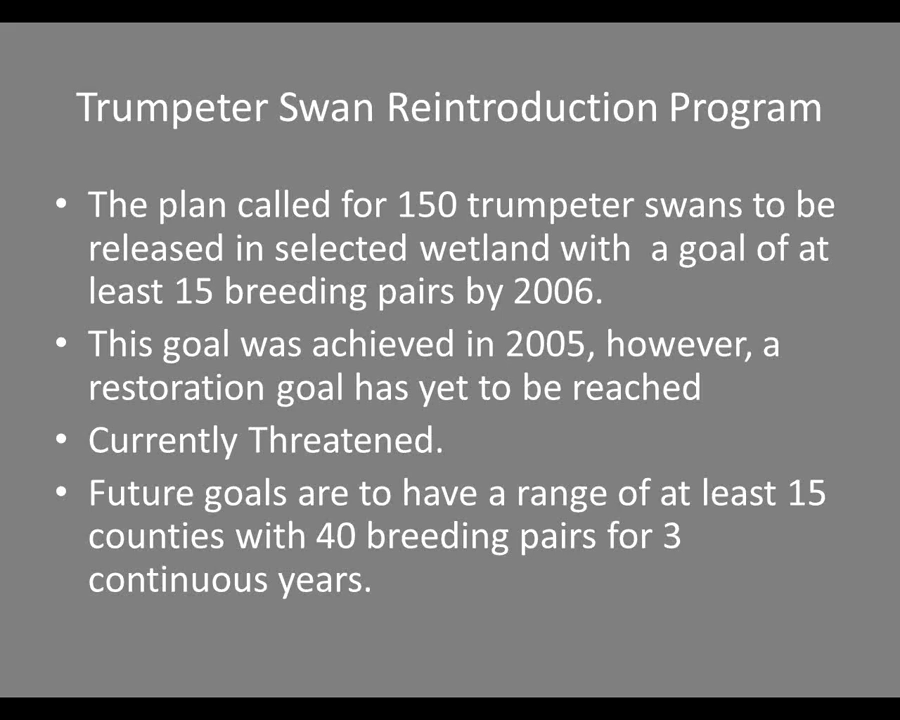 Trumpeter Swan Reintroduction Program
• The plan called for 150 trumpeter swans to be
released in selected wetland with  a goal of at
least 15 breeding pairs by 2006.
• This goal was achieved in 2005, however, a
restoration goal has yet to be reached
• Currently Threatened.
• Future goals are to have a range of at least 15
counties with 40 breeding pairs for 3
continuous years.